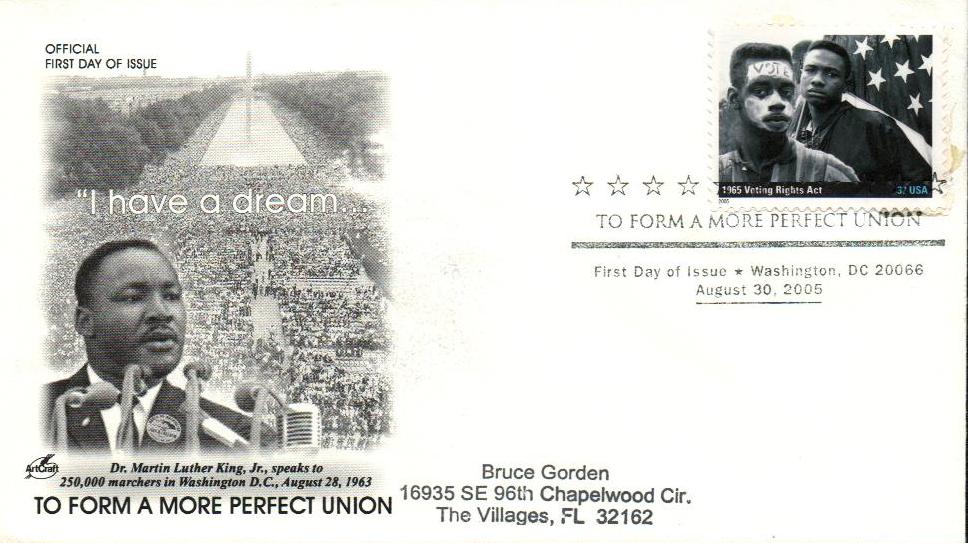 OFFICIAL
FIRST DAY OF ISSUE
"I have a dream...
ArtCraft
Dr. Martin Luther King, Jr., speaks to
250,000 marchers in Washington D.C., August 28, 1963
TO FORM A MORE PERFECT UNION
VOTE
1965 Voting Rights Act
37 USA
2005
TO FORM A MORE PERFECT UNION
First Day of Issue ★ Washington, DC 20066
August 30, 2005
Bruce Gorden
16935 SE 96th Chapelwood Cir.
The Villages, FL 32162